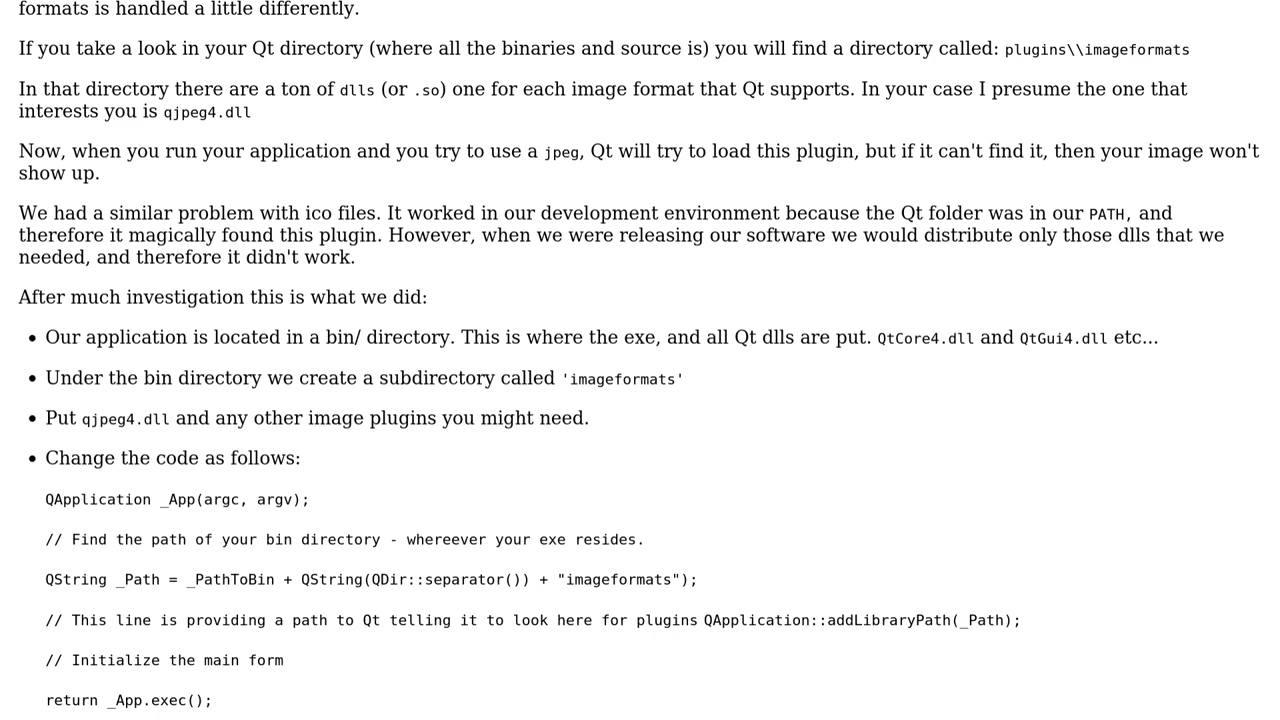 formats is handled a little differently.
If you take a look in your Qt directory (where all the binaries and source is) you will find a directory called: plugins\\imageformats
In that directory there are a ton of dlls (or .so) one for each image format that Qt supports. In your case I presume the one that
interests you is qjpeg4.dll
Now, when you run your application and you try to use a jpeg, Qt will try to load this plugin, but if it can't find it, then your image won't
show up.
We had a similar problem with ico files. It worked in our development environment because the Qt folder was in our PATH, and
therefore it magically found this plugin. However, when we were releasing our software we would distribute only those dlls that we
needed, and therefore it didn't work.
After much investigation this is what we did:
• Our application is located in a bin/ directory. This is where the exe, and all Qt dlls are put. QtCore4.dll and QtGui4.dll etc...
• Under the bin directory we create a subdirectory called 'imageformats'
• Put qjpeg4.dll and any other image plugins you might need.
• Change the code as follows:
QApplication _App(argc, argv);
// Find the path of your bin directory - whereever your exe resides.
QString _Path = _PathToBin + QString(QDir::separator()) + "imageformats");
// This line is providing a path to Qt telling it to look here for plugins QApplication::addLibraryPath(_Path);
// Initialize the main form
return _App.exec();